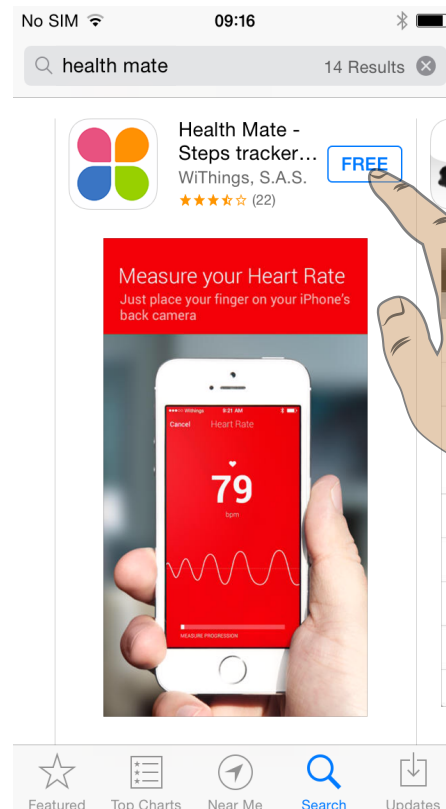 No SIM 09:16
health mate 14 Results
Health Mate -
Steps tracker...
WiThings, S.A.S.
(22)
FREE
Measure your Heart Rate
Just place your finger on your iPhone's
back camera
Withings 9:21 AM
Cancel Heart Rate
79
bpm
MEASURE PROGRESSION
Featured Top Charts Near Me Search Updates